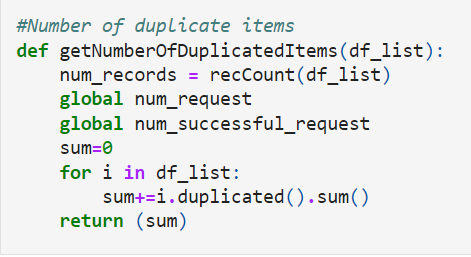 #Number of duplicate items
def getNumberOfDuplicatedItems(df_list):
    num_records = recCount(df_list)
    global num_request
    global num_successful_request
    sum=0
    for i in df_list:
        sum+=i.duplicated().sum()
    return (sum)